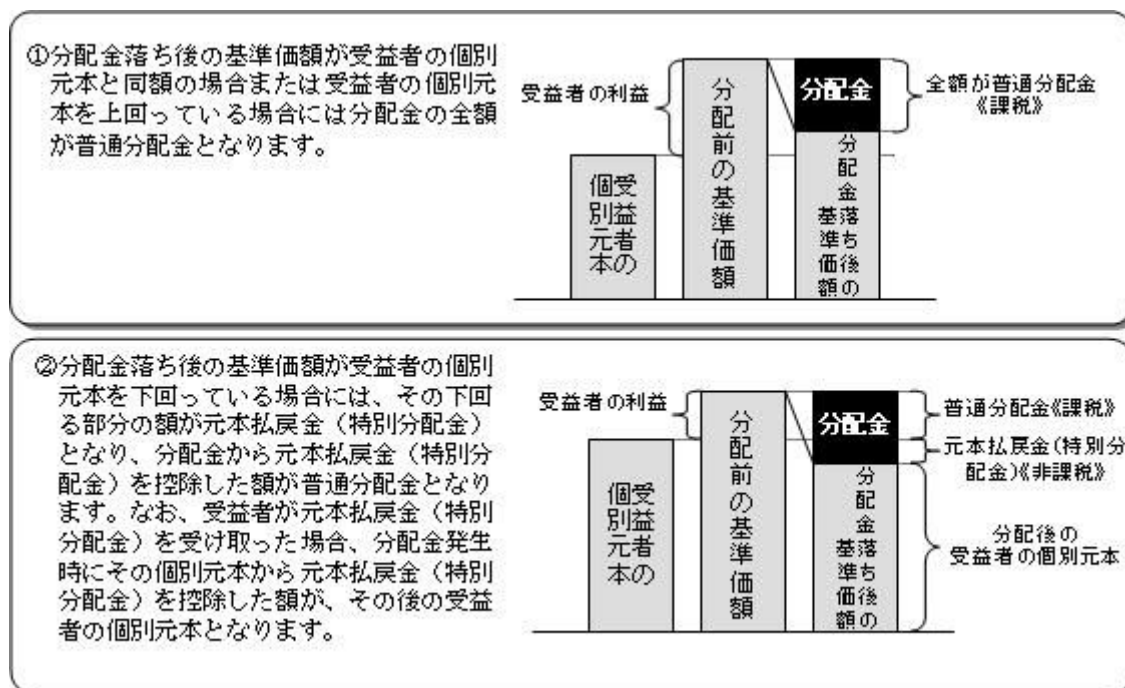 ①分配金落ち後の基準価額が受益者の個別
元本と同額の場合または受益者の個別元
本を上回っている場合には分配金の全額
が普通分配金となります。
受益者の利益
受益者の
個別元本
分配前の基準価額
分配金
分配金落ち後の
基準価額
全額が普通分配金
《課税》
②分配金落ち後の基準価額が受益者の個別
元本を下回っている場合には、その下回
る部分の額が元本払戻金（特別分配金）
となり、分配金から元本払戻金（特別分
配金）を控除した額が普通分配金となり
ます。なお、受益者が元本払戻金（特別
分配金）を受け取った場合、分配金発生
時にその個別元本から元本払戻金（特別
分配金）を控除した額が、その後の受益
者の個別元本となります。
受益者の利益
受益者の
個別元本
分配前の基準価額
分配金
分配金落ち後の
基準価額
普通分配金《課税》
元本払戻金(特別分
配金)《非課税》
分配後の
受益者の個別元本